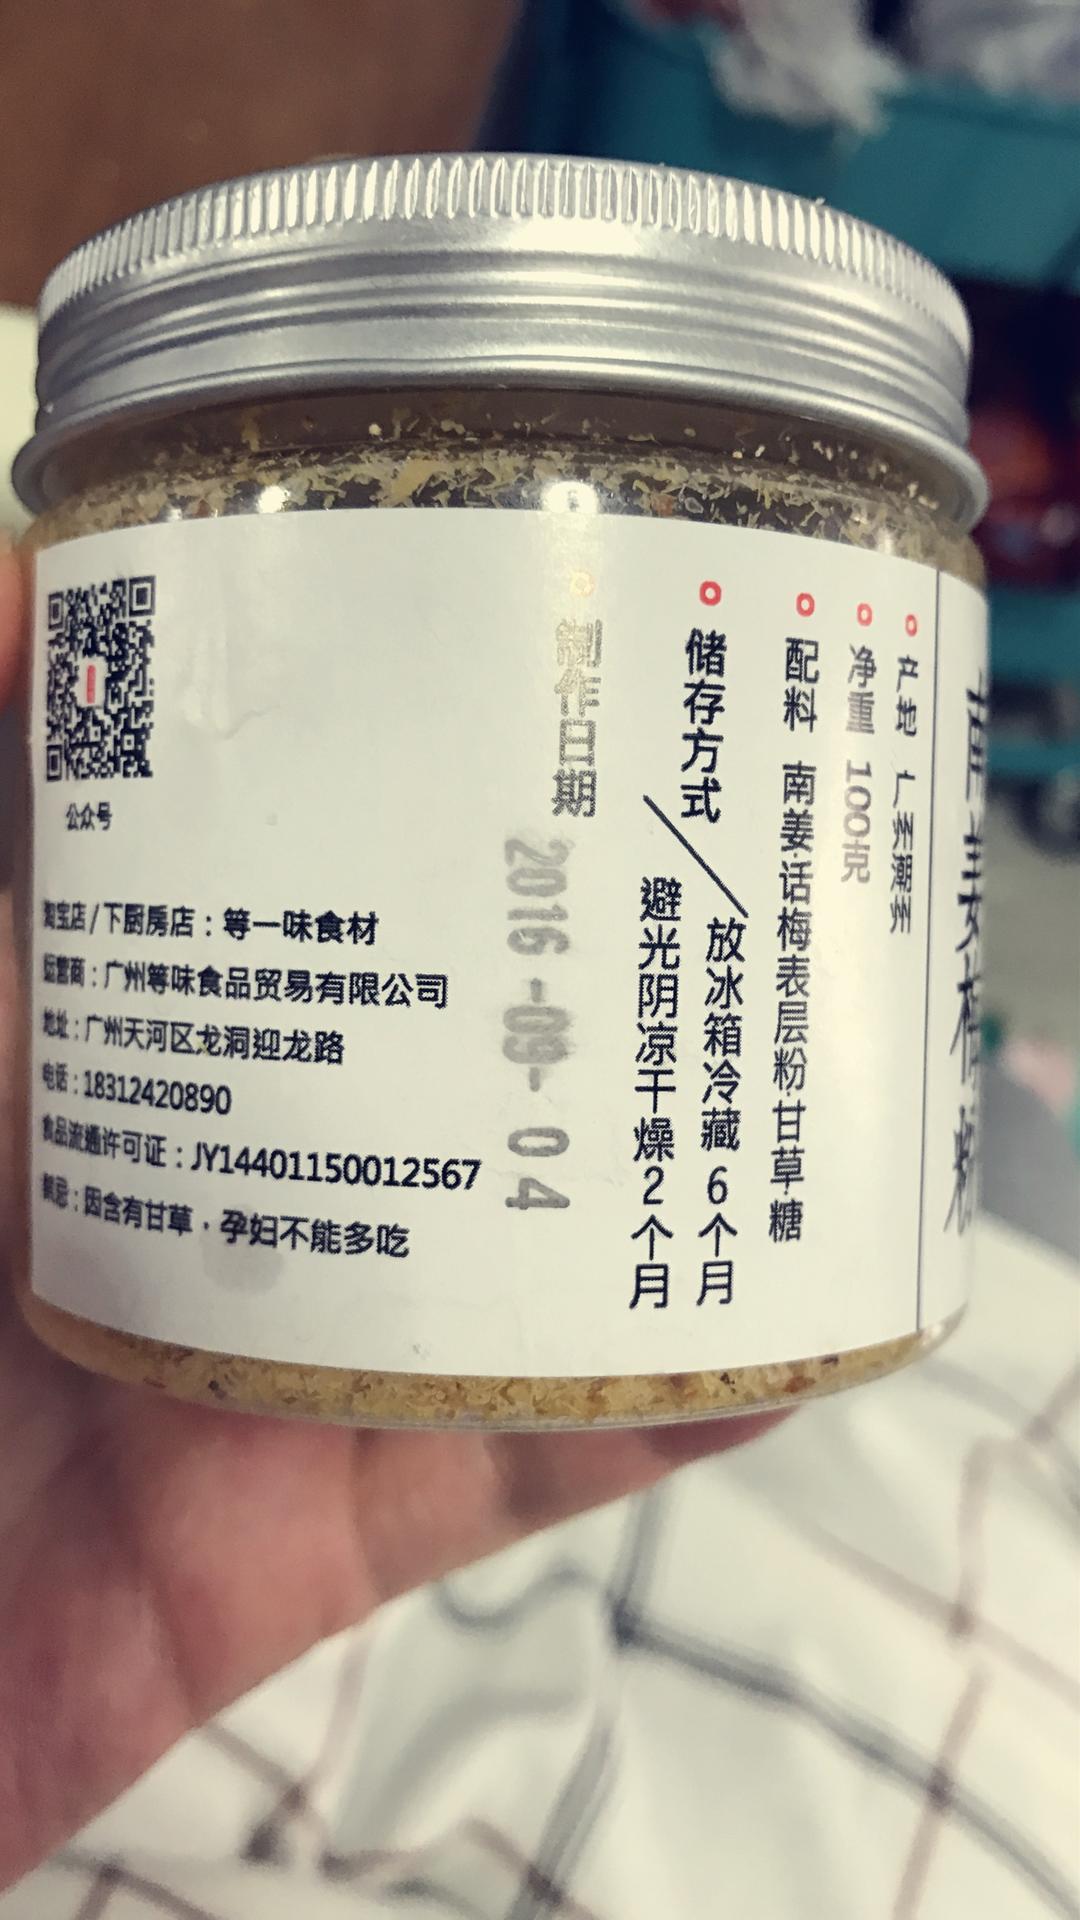 产地 广州潮州
净重 100克
配料 南姜话梅表层粉甘草糖
储存方式
放冰箱冷藏6个月
避光阴凉干燥2个月
制作日期
2016-09-04
公众号
淘宝店/下厨房店：等一味食材
运营商：广州等味食品贸易有限公司
地址：广州天河区龙洞迎龙路
电话：18312420890
食品流通许可证：JY14401150012567
禁忌：因含有甘草，孕妇不能多吃